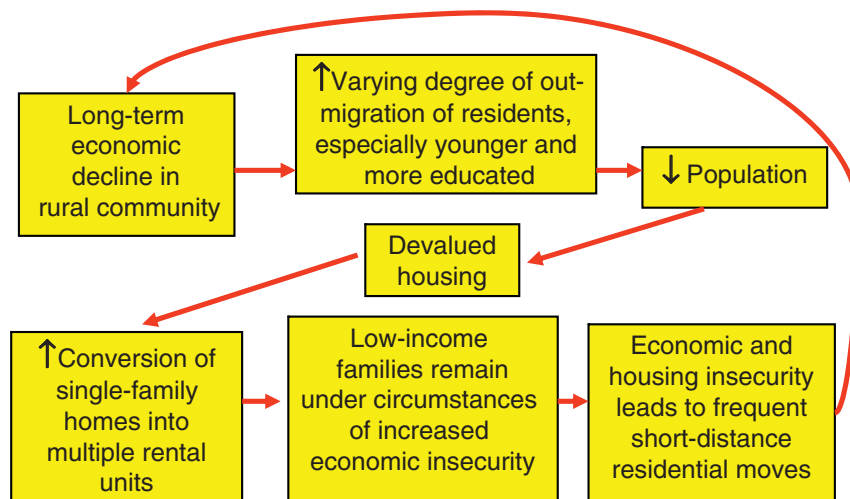 Long-term
economic
decline in
rural community
↑Varying degree of out-
migration of residents,
especially younger and
more educated
↓ Population
Devalued
housing
↑Conversion of
single-family
homes into
multiple rental
units
Low-income
families remain
under circumstances
of increased
economic insecurity
Economic and
housing insecurity
leads to frequent
short-distance
residential moves